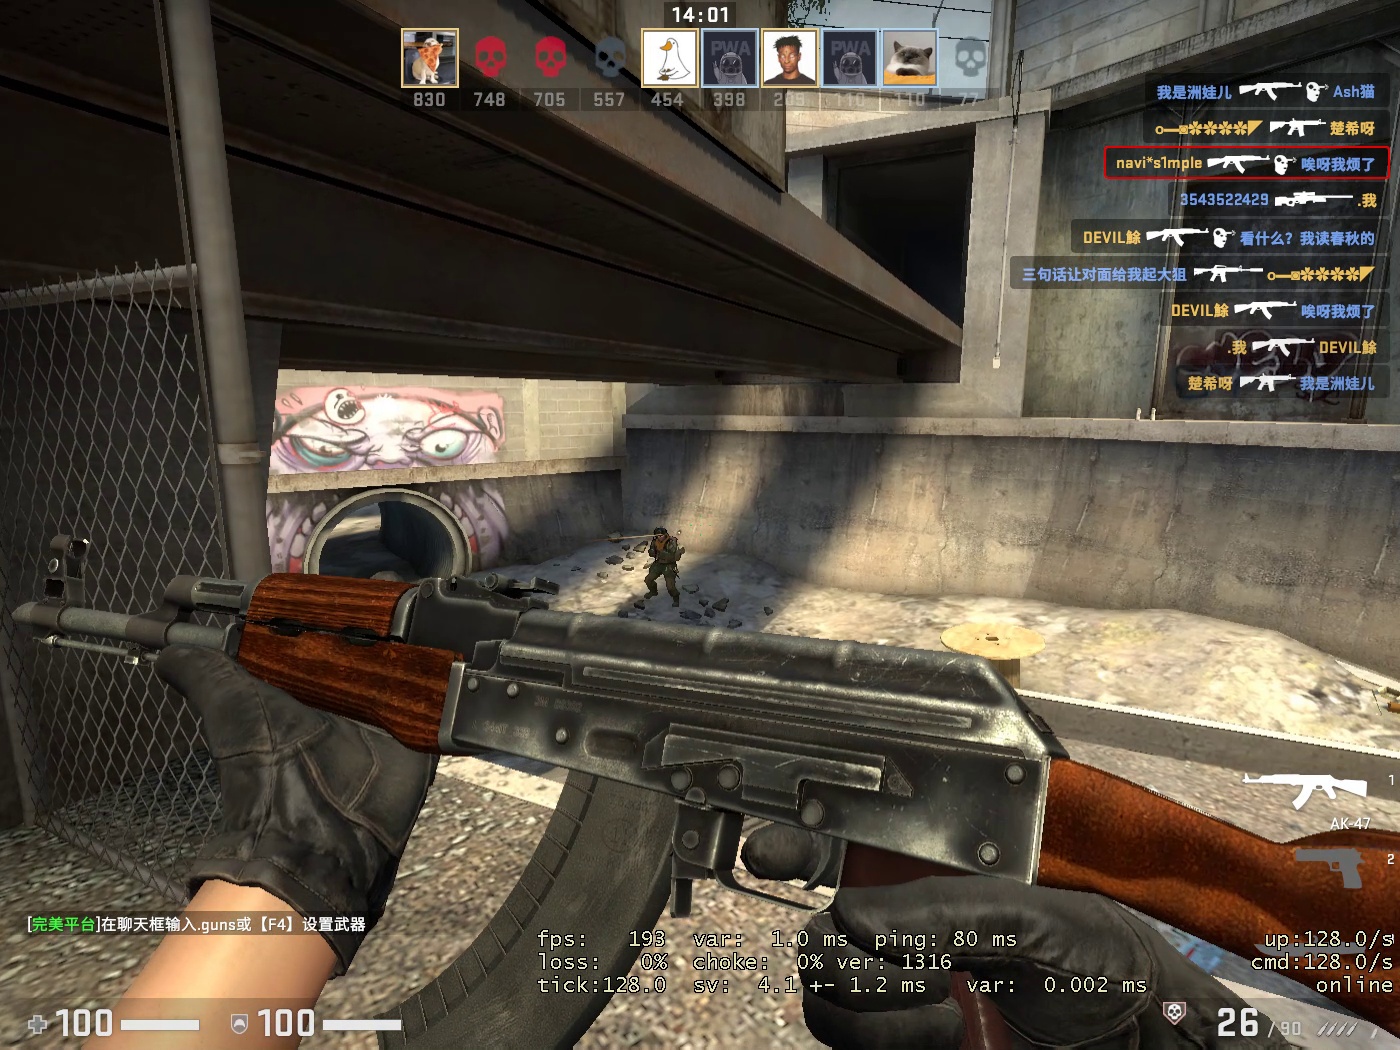 14:01
PWA
PWA
830 748 705 557 454 398 205 110 110 77
我是洲娃儿 Ash猫
楚希呀
navi*s1mple 唉呀我烦了
3543522429 .我
DEVIL鮽 看什么？我读春秋的
三句话让对面给我起大狙
DEVIL鮽 唉呀我烦了
.我 DEVIL鮽
楚希呀 我是洲娃儿
1
AK-47
2
[完美平台]在聊天框输入.guns或【F4】设置武器
fps: 193 var: 1.0 ms ping: 80 ms
loss: 0% choke: 0% ver: 1316
tick:128.0 sv: 4.1 +- 1.2 ms var: 0.002 ms
up:128.0/s
cmd:128.0/s
online
100 100 26 / 90